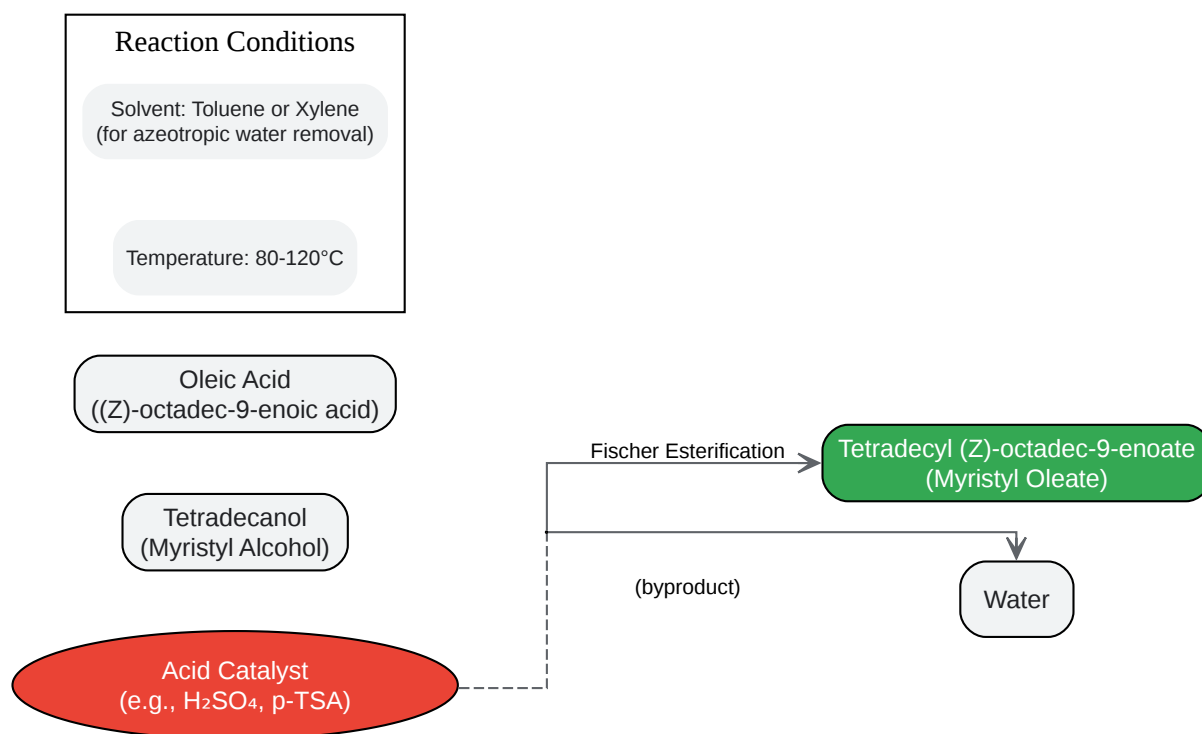 Reaction Conditions
Solvent: Toluene or Xylene
(for azeotropic water removal)
Temperature: 80-120°C
Oleic Acid
((Z)-octadec-9-enoic acid)
Tetradecanol
(Myristyl Alcohol)
Acid Catalyst
(e.g., H₂SO₄, p-TSA)
Fischer Esterification
Tetradecyl (Z)-octadec-9-enoate
(Myristyl Oleate)
(byproduct)
Water